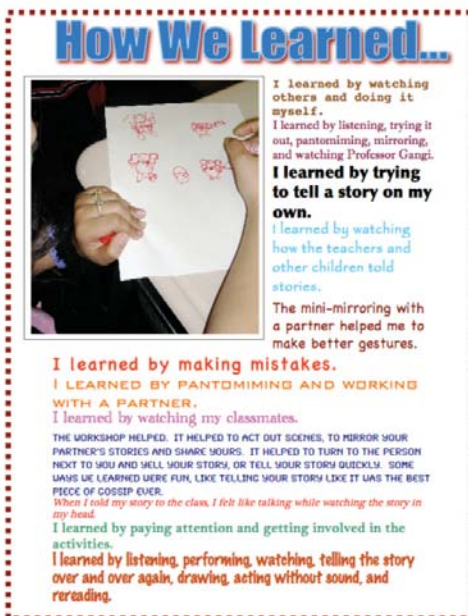 How We Learned...
I learned by watching
others and doing it
myself.
I learned by listening, trying it
out, pantomiming, mirroring,
and watching Professor Gangi.
I learned by trying
to tell a story on my
own.
I learned by watching
how the teachers and
other children told
stories.
The mini-mirroring with
a partner helped me to
make better gestures.
I learned by making mistakes.
I LEARNED BY PANTOMIMING AND WORKING
WITH A PARTNER.
I learned by watching my classmates.
THE WORKSHOP HELPED. IT HELPED TO ACT OUT SCENES, TO MIRROR YOUR
PARTNER'S STORIES AND SHARE YOURS. IT HELPED TO TURN TO THE PERSON
NEXT TO YOU AND YELL YOUR STORY, OR TELL YOUR STORY QUICKLY. SOME
WAYS WE LEARNED WERE FUN, LIKE TELLING YOUR STORY LIKE IT WAS THE BEST
PIECE OF GOSSIP EVER.
When I told my story to the class, I felt like talking while watching the story in
my head.
I learned by paying attention and getting involved in the
activities.
I learned by listening, performing, watching, telling the story
over and over again, drawing, acting without sound, and
rereading.